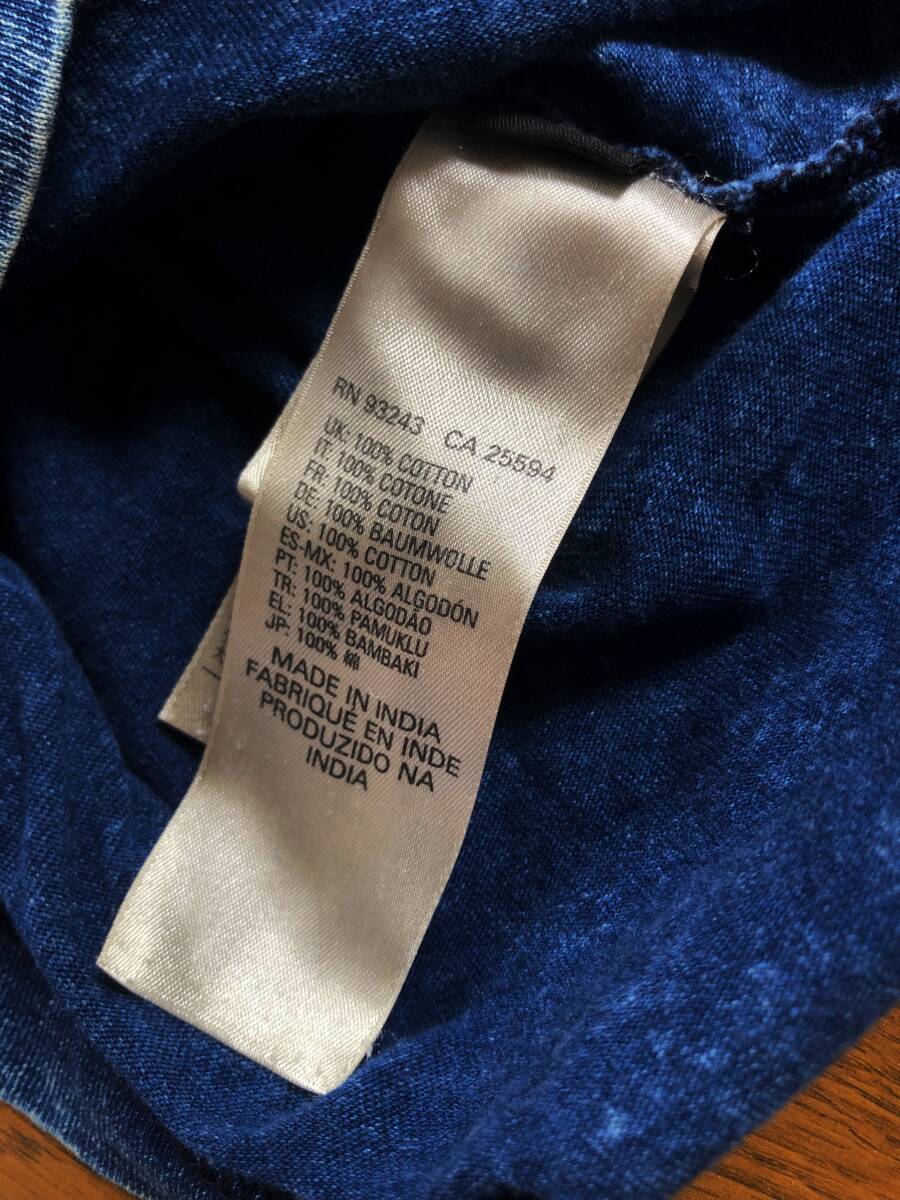 RN 93243 CA 25594
UK: 100% COTTON
IT: 100% COTONE
FR: 100% COTON
DE: 100% BAUMWOLLE
US: 100% COTTON
ES-MX: 100% ALGODÓN
PT: 100% ALGODÃO
TR: 100% PAMUKLU
EL: 100% BAMBAKI
JP: 100% 綿
MADE IN INDIA
FABRIQUÉ EN INDE
PRODUZIDO NA
INDIA